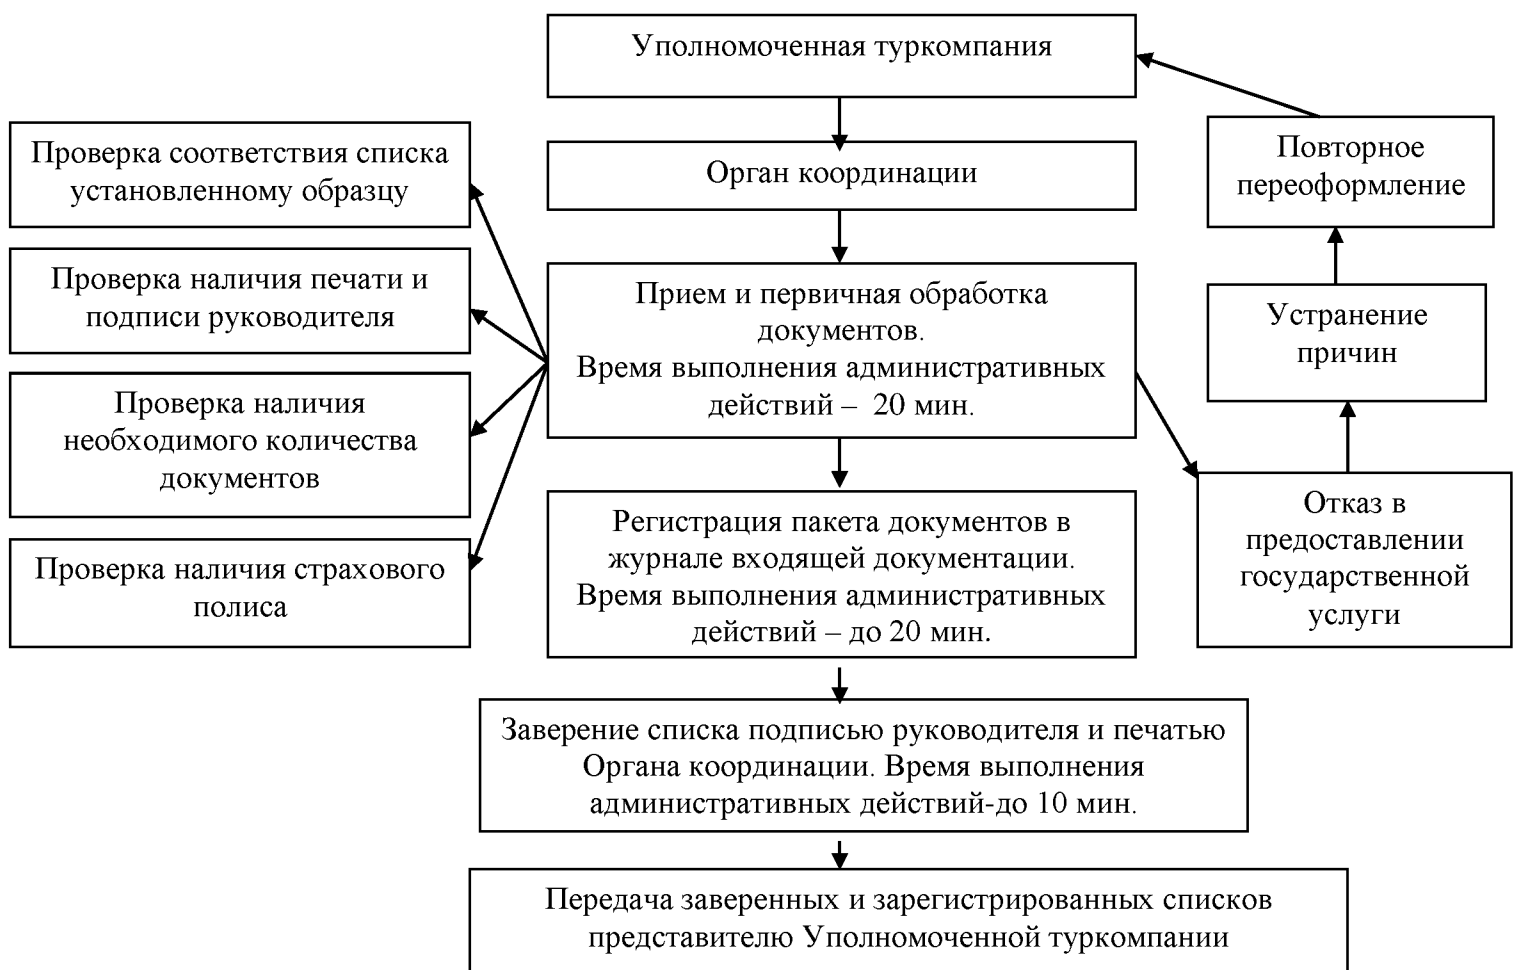 Уполномоченная туркомпания
Орган координации
Прием и первичная обработка
документов.
Время выполнения административных
действий – 20 мин.
Проверка соответствия списка
установленному образцу
Проверка наличия печати и
подписи руководителя
Проверка наличия
необходимого количества
документов
Проверка наличия страхового
полиса
Повторное
переоформление
Устранение
причин
Отказ в
предоставлении
государственной
услуги
Регистрация пакета документов в
журнале входящей документации.
Время выполнения административных
действий – до 20 мин.
Заверение списка подписью руководителя и печатью
Органа координации. Время выполнения
административных действий-до 10 мин.
Передача заверенных и зарегистрированных списков
представителю Уполномоченной туркомпании